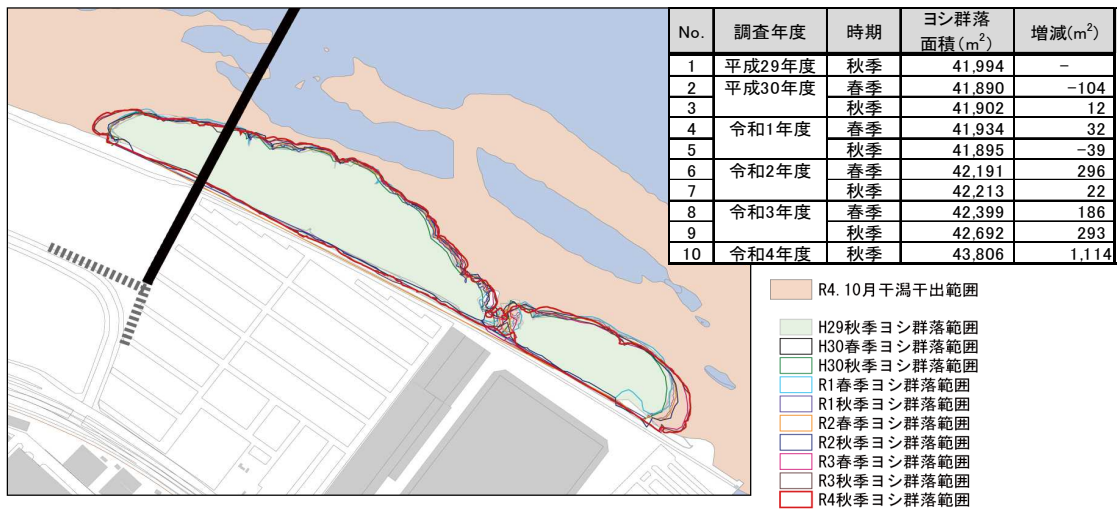 No. 調査年度 時期 ヨシ群落面積(m²) 増減(m²)
1 平成29年度 秋季 41,994 −
2 平成30年度 春季 41,890 −104
3 秋季 41,902 12
4 令和1年度 春季 41,934 32
5 秋季 41,895 −39
6 令和2年度 春季 42,191 296
7 秋季 42,213 22
8 令和3年度 春季 42,399 186
9 秋季 42,692 293
10 令和4年度 秋季 43,806 1,114
R4.10月干潟干出範囲
H29秋季ヨシ群落範囲
H30春季ヨシ群落範囲
H30秋季ヨシ群落範囲
R1春季ヨシ群落範囲
R1秋季ヨシ群落範囲
R2春季ヨシ群落範囲
R2秋季ヨシ群落範囲
R3春季ヨシ群落範囲
R3秋季ヨシ群落範囲
R4秋季ヨシ群落範囲